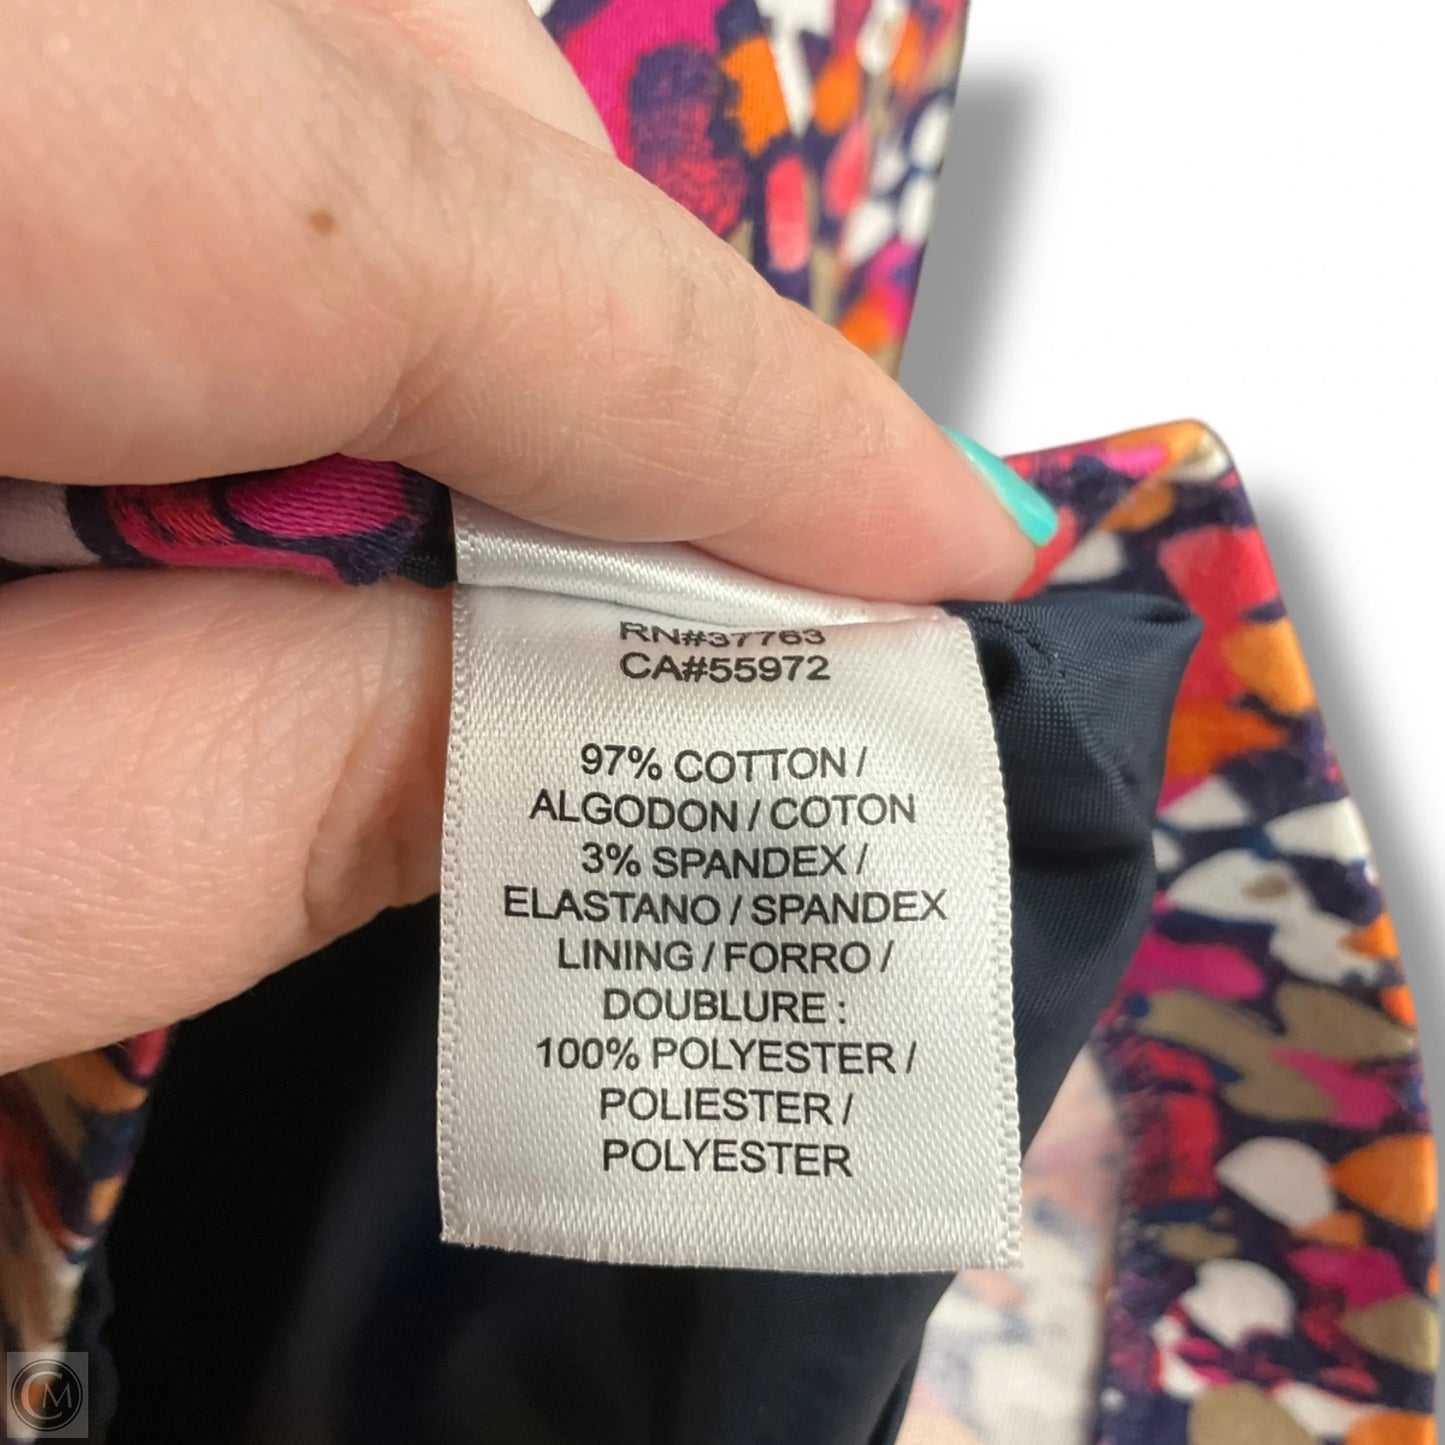 RN#37763
CA#55972
97% COTTON /
ALGODON / COTON
3% SPANDEX /
ELASTANO / SPANDEX
LINING / FORRO /
DOUBLURE :
100% POLYESTER /
POLIESTER /
POLYESTER
CM